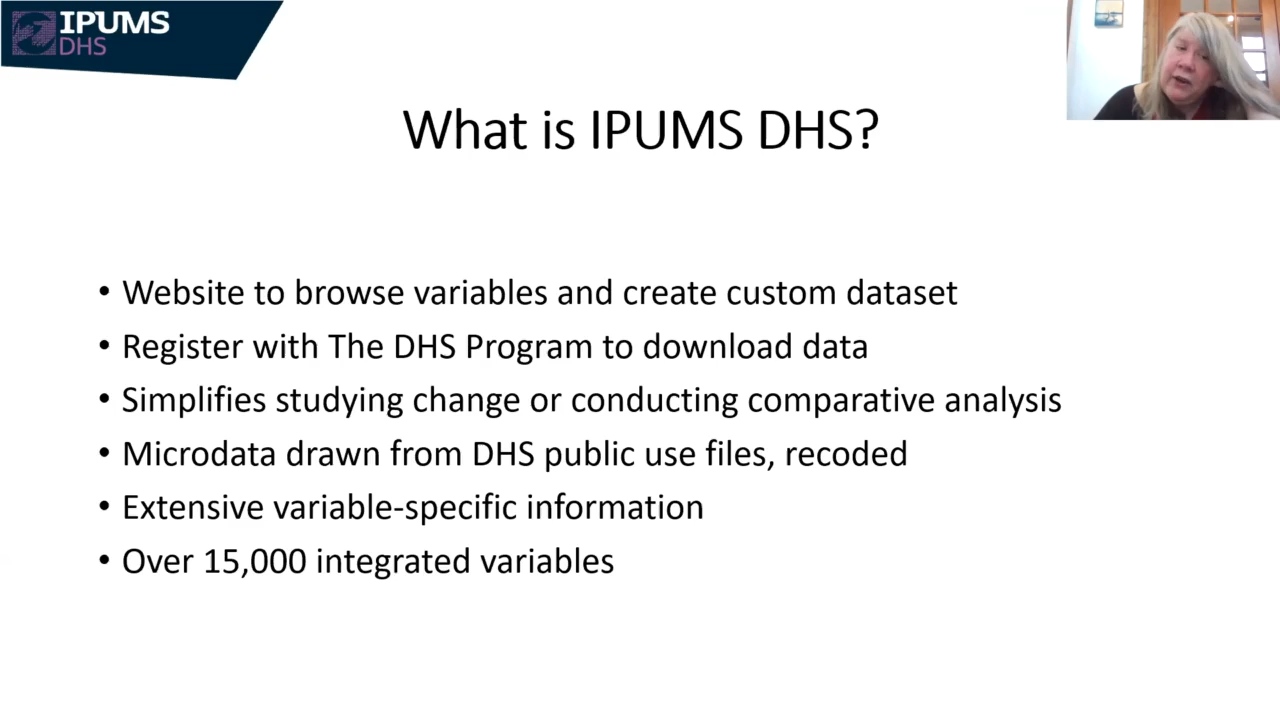 IPUMS
DHS
What is IPUMS DHS?
• Website to browse variables and create custom dataset
• Register with The DHS Program to download data
• Simplifies studying change or conducting comparative analysis
• Microdata drawn from DHS public use files, recoded
• Extensive variable-specific information
• Over 15,000 integrated variables